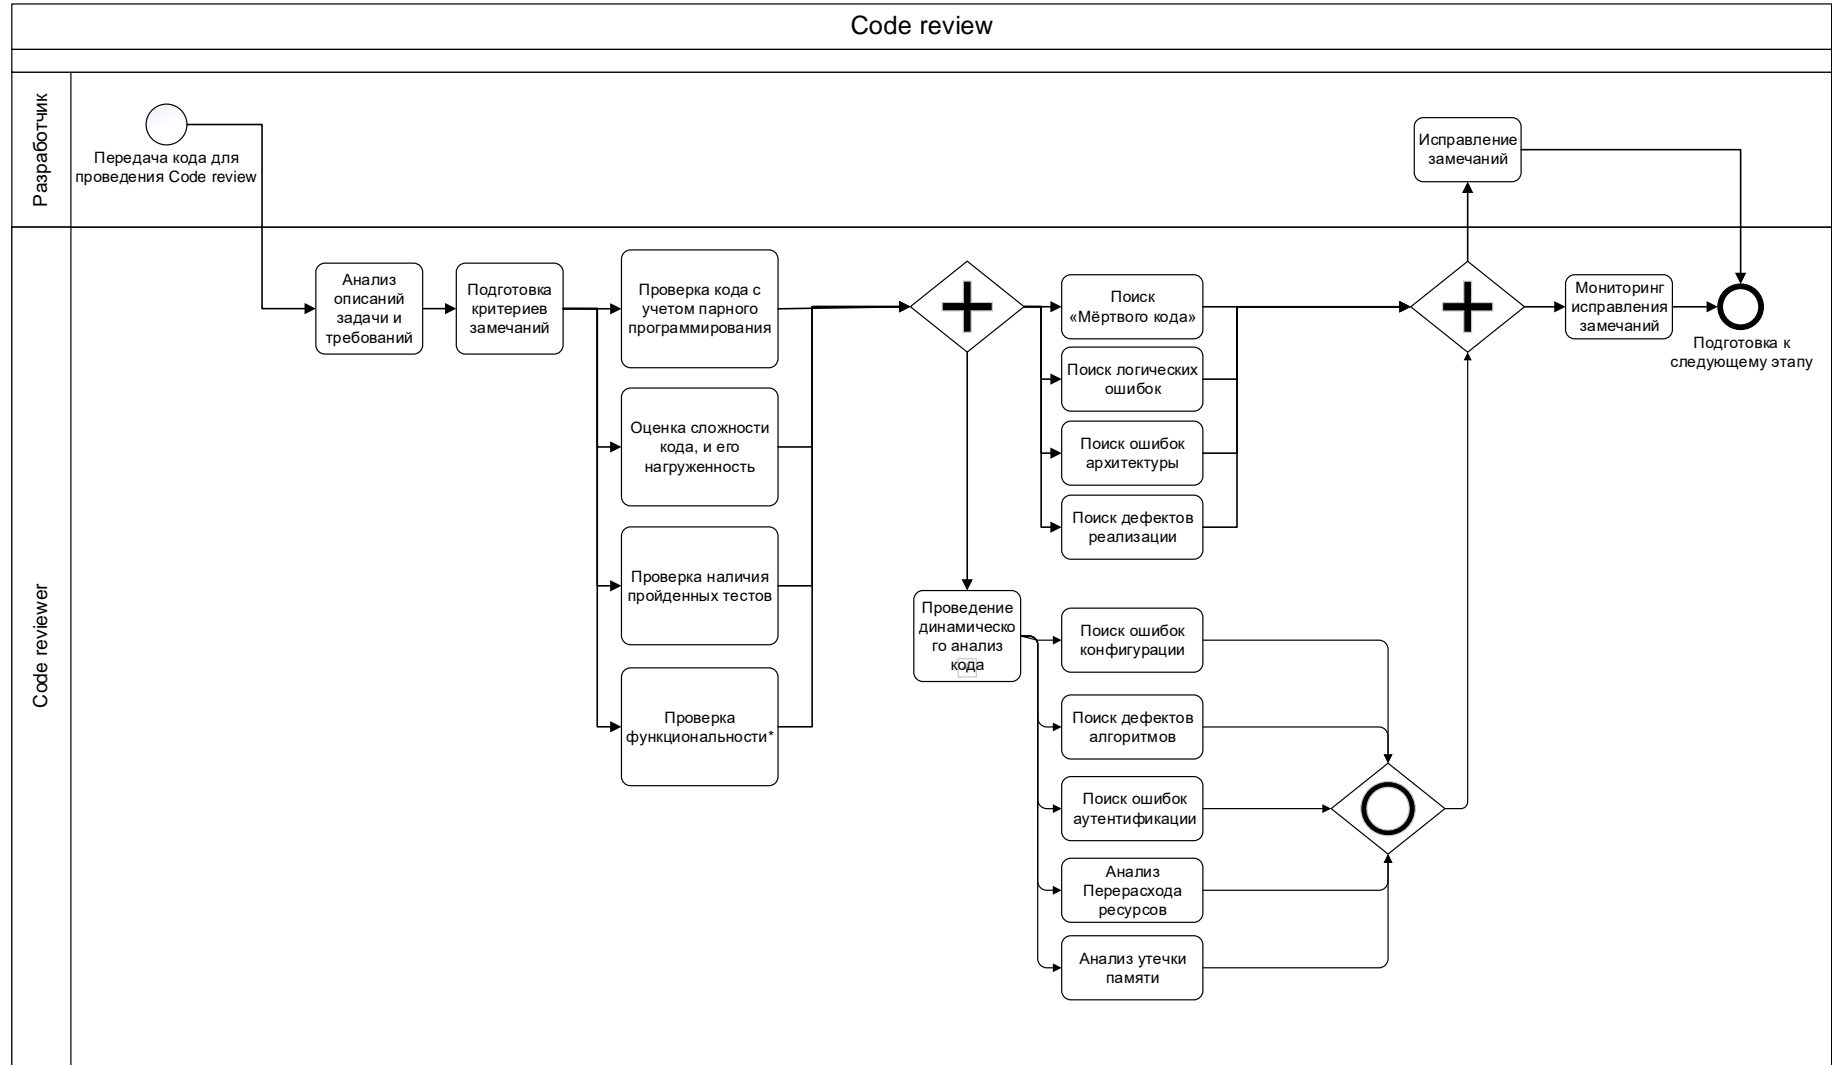 Code review
Разработчик
Передача кода для
проведения Code review
Исправление
замечаний
Code reviewer
Анализ
описаний
задачи и
требований
Подготовка
критериев
замечаний
Проверка кода с
учетом парного
программирования
Оценка сложности
кода, и его
нагруженность
Проверка наличия
пройденных тестов
Проверка
функциональности*
Поиск
«Мёртвого кода»
Поиск логических
ошибок
Поиск ошибок
архитектуры
Поиск дефектов
реализации
Проведение
динамическо
го анализ
кода
Поиск ошибок
конфигурации
Поиск дефектов
алгоритмов
Поиск ошибок
аутентификации
Анализ
Перерасхода
ресурсов
Анализ утечки
памяти
Мониторинг
исправления
замечаний
Подготовка к
следующему этапу